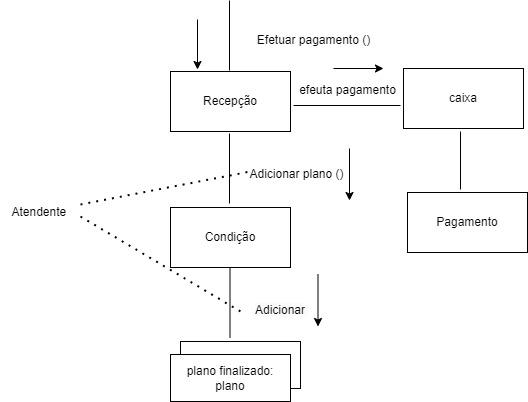 Efetuar pagamento ()
efeuta pagamento
Recepção
caixa
Adicionar plano ()
Atendente
Condição
Pagamento
Adicionar
plano finalizado:
plano